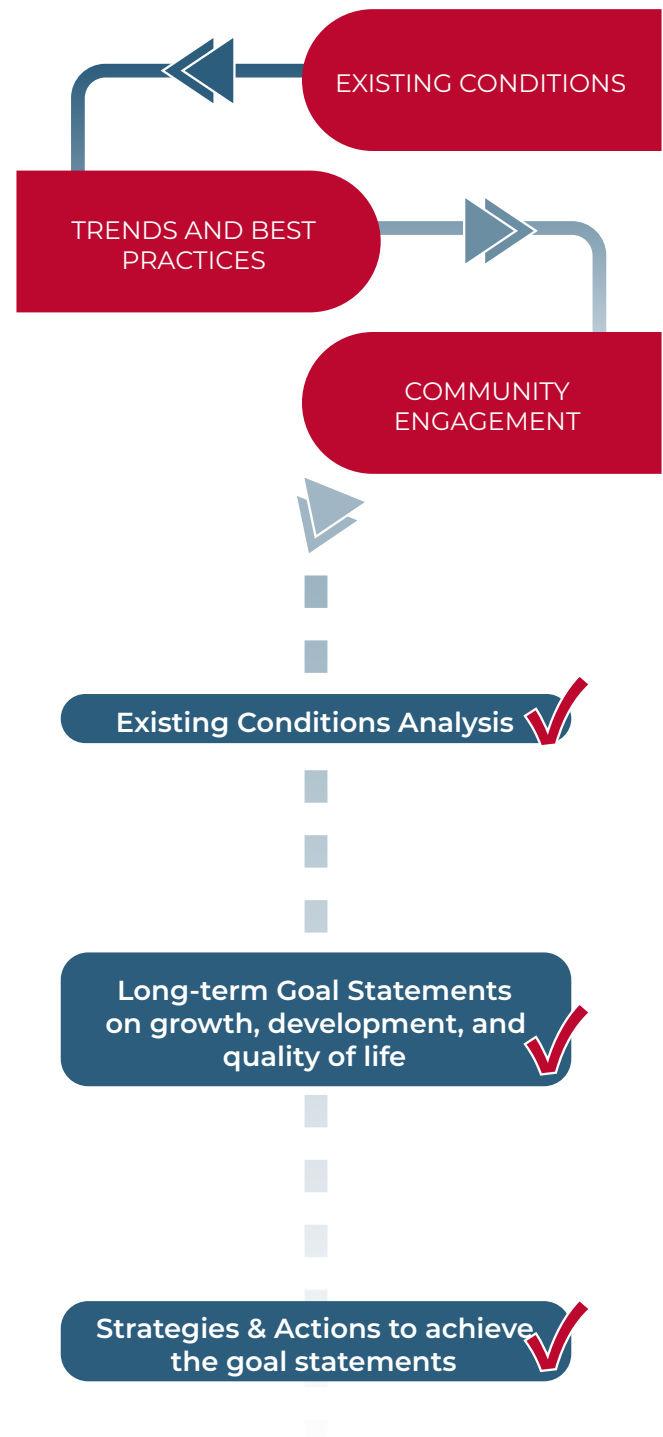 EXISTING CONDITIONS
TRENDS AND BEST
PRACTICES
COMMUNITY
ENGAGEMENT
Existing Conditions Analysis
Long-term Goal Statements
on growth, development, and
quality of life
Strategies & Actions to achieve
the goal statements